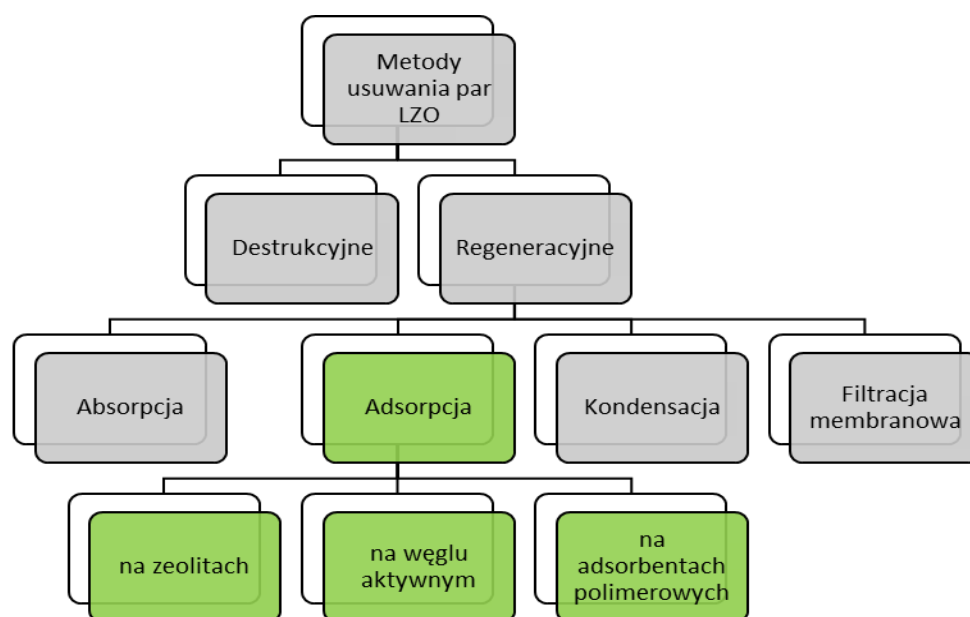 Metody
usuwania par
LZO
Destrukcyjne
Regeneracyjne
Absorpcja
Adsorpcja
Kondensacja
Filtracja
membranowa
na zeolitach
na węglu
aktywnym
na
adsorbentach
polimerowych